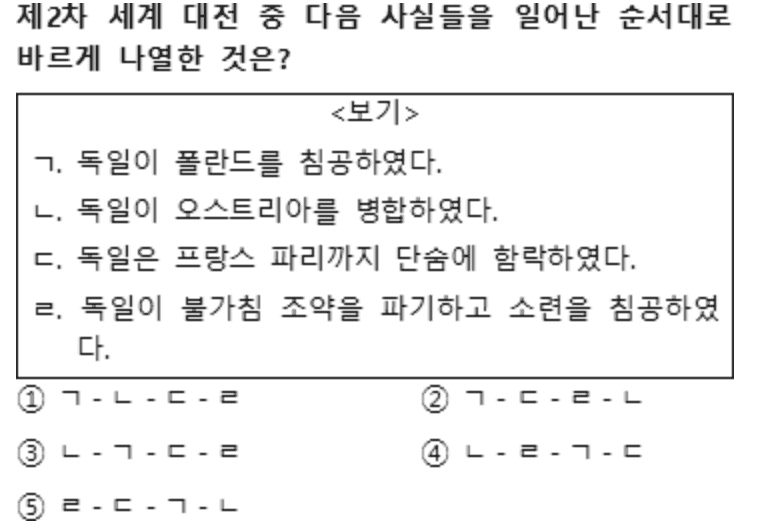 제2차 세계 대전 중 다음 사실들을 일어난 순서대로
바르게 나열한 것은?
<보기>
ㄱ. 독일이 폴란드를 침공하였다.
ㄴ. 독일이 오스트리아를 병합하였다.
ㄷ. 독일은 프랑스 파리까지 단숨에 함락하였다.
ㄹ. 독일이 불가침 조약을 파기하고 소련을 침공하였
다.
① ㄱ - ㄴ - ㄷ - ㄹ ② ㄱ - ㄷ - ㄹ - ㄴ
③ ㄴ - ㄱ - ㄷ - ㄹ ④ ㄴ - ㄹ - ㄱ - ㄷ
⑤ ㄹ - ㄷ - ㄱ - ㄴ